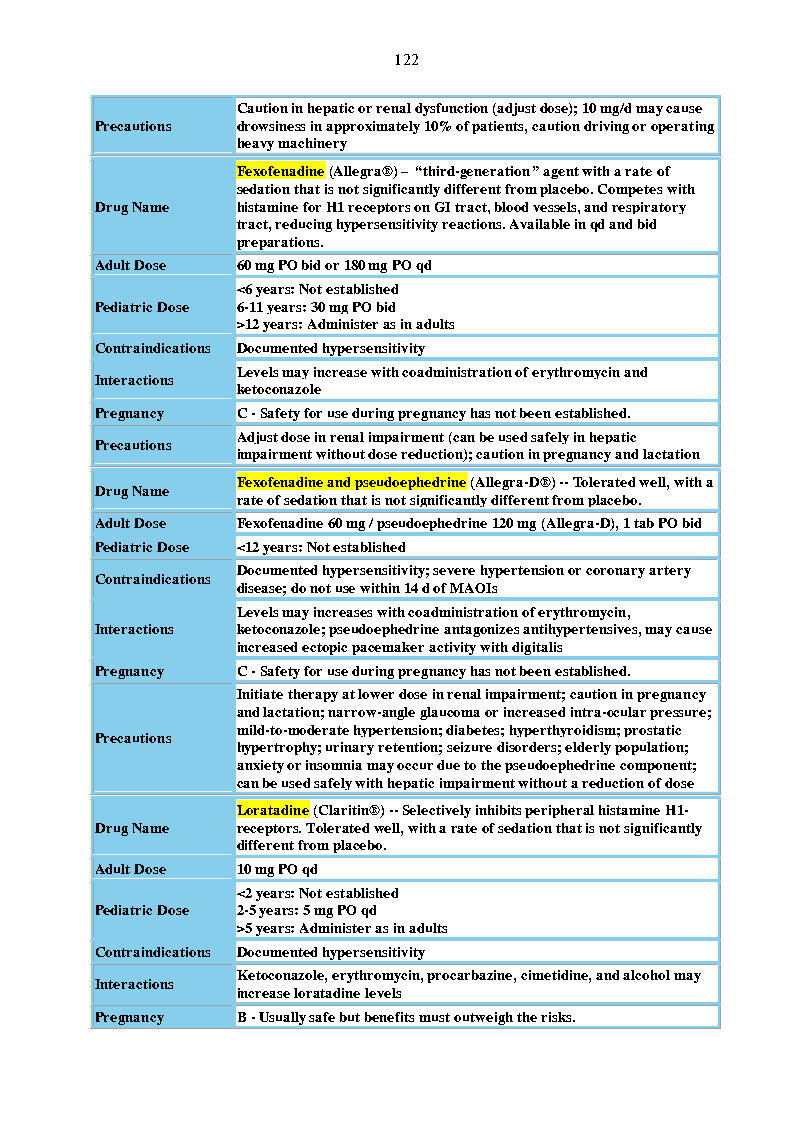 122
Precautions
Caution in hepatic or renal dysfunction (adjust dose); 10 mg/d may cause
drowsiness in approximately 10% of patients, caution driving or operating
heavy machinery
Drug Name
Fexofenadine (Allegra®) – “third-generation” agent with a rate of
sedation that is not significantly different from placebo. Competes with
histamine for H1 receptors on GI tract, blood vessels, and respiratory
tract, reducing hypersensitivity reactions. Available in qd and bid
preparations.
Adult Dose
60 mg PO bid or 180 mg PO qd
Pediatric Dose
<6 years: Not established
6-11 years: 30 mg PO bid
>12 years: Administer as in adults
Contraindications
Documented hypersensitivity
Interactions
Levels may increase with coadministration of erythromycin and
ketoconazole
Pregnancy
C - Safety for use during pregnancy has not been established.
Precautions
Adjust dose in renal impairment (can be used safely in hepatic
impairment without dose reduction); caution in pregnancy and lactation
Drug Name
Fexofenadine and pseudoephedrine (Allegra-D®) -- Tolerated well, with a
rate of sedation that is not significantly different from placebo.
Adult Dose
Fexofenadine 60 mg / pseudoephedrine 120 mg (Allegra-D), 1 tab PO bid
Pediatric Dose
<12 years: Not established
Contraindications
Documented hypersensitivity; severe hypertension or coronary artery
disease; do not use within 14 d of MAOIs
Interactions
Levels may increases with coadministration of erythromycin,
ketoconazole; pseudoephedrine antagonizes antihypertensives, may cause
increased ectopic pacemaker activity with digitalis
Pregnancy
C - Safety for use during pregnancy has not been established.
Precautions
Initiate therapy at lower dose in renal impairment; caution in pregnancy
and lactation; narrow-angle glaucoma or increased intra-ocular pressure;
mild-to-moderate hypertension; diabetes; hyperthyroidism; prostatic
hypertrophy; urinary retention; seizure disorders; elderly population;
anxiety or insomnia may occur due to the pseudoephedrine component;
can be used safely with hepatic impairment without a reduction of dose
Drug Name
Loratadine (Claritin®) -- Selectively inhibits peripheral histamine H1-
receptors. Tolerated well, with a rate of sedation that is not significantly
different from placebo.
Adult Dose
10 mg PO qd
Pediatric Dose
<2 years: Not established
2-5 years: 5 mg PO qd
>5 years: Administer as in adults
Contraindications
Documented hypersensitivity
Interactions
Ketoconazole, erythromycin, procarbazine, cimetidine, and alcohol may
increase loratadine levels
Pregnancy
B - Usually safe but benefits must outweigh the risks.